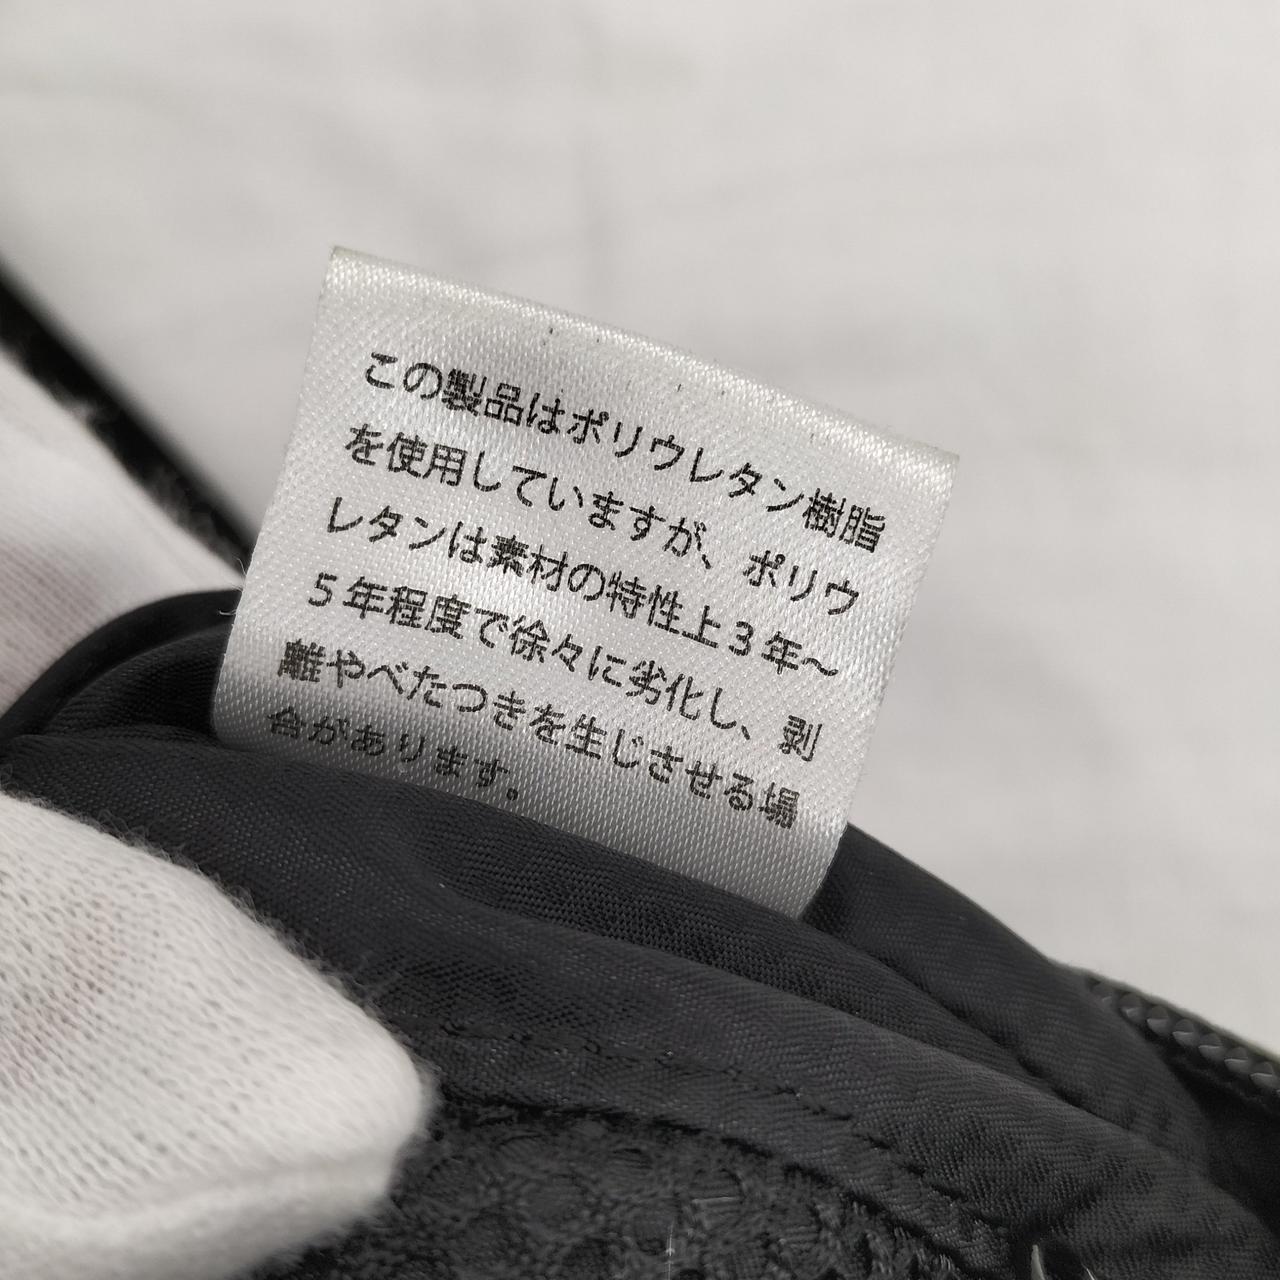 この製品はポリウレタン樹脂
を使用していますが、ポリウ
レタンは素材の特性上3年〜
5年程度で徐々に劣化し、剥
離やべたつきを生じさせる場
合があります。